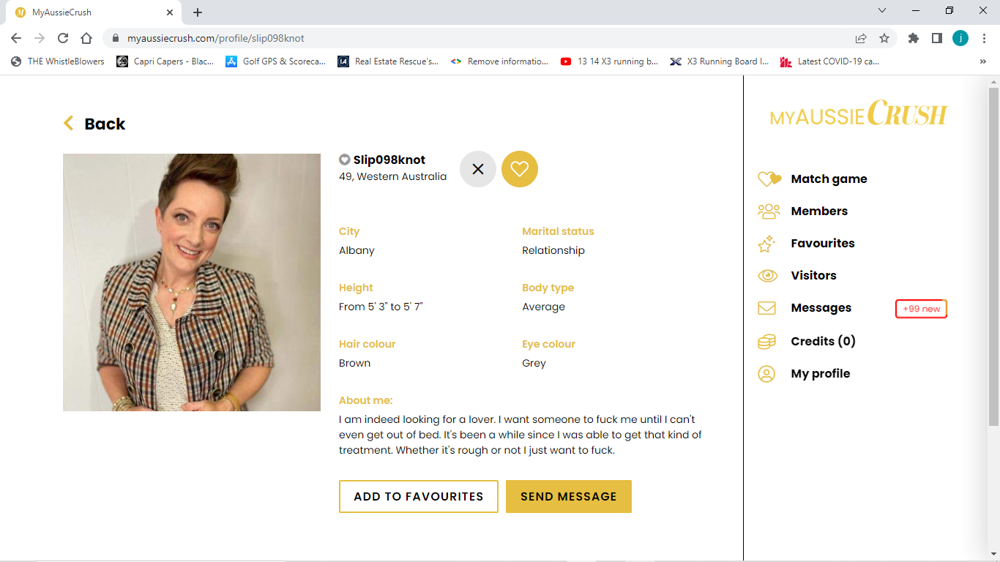 MyAussieCrush
myaussiecrush.com/profile/slip098knot
j
THE WhistleBlowers
Capri Capers - Blac...
Golf GPS & Scoreca...
Real Estate Rescue's...
Remove informatio...
13 14 X3 running b...
X3 Running Board I...
Latest COVID-19 ca...
»
Back
MYAUSSIECRUSH
Slip098knot
49, Western Australia
City
Marital status
Albany
Relationship
Height
Body type
From 5' 3" to 5' 7"
Average
Hair colour
Eye colour
Brown
Grey
About me:
I am indeed looking for a lover. I want someone to fuck me until I can't
even get out of bed. It's been a while since I was able to get that kind of
treatment. Whether it's rough or not I just want to fuck.
ADD TO FAVOURITES
SEND MESSAGE
Match game
Members
Favourites
Visitors
Messages
+99 new
Credits (0)
My profile